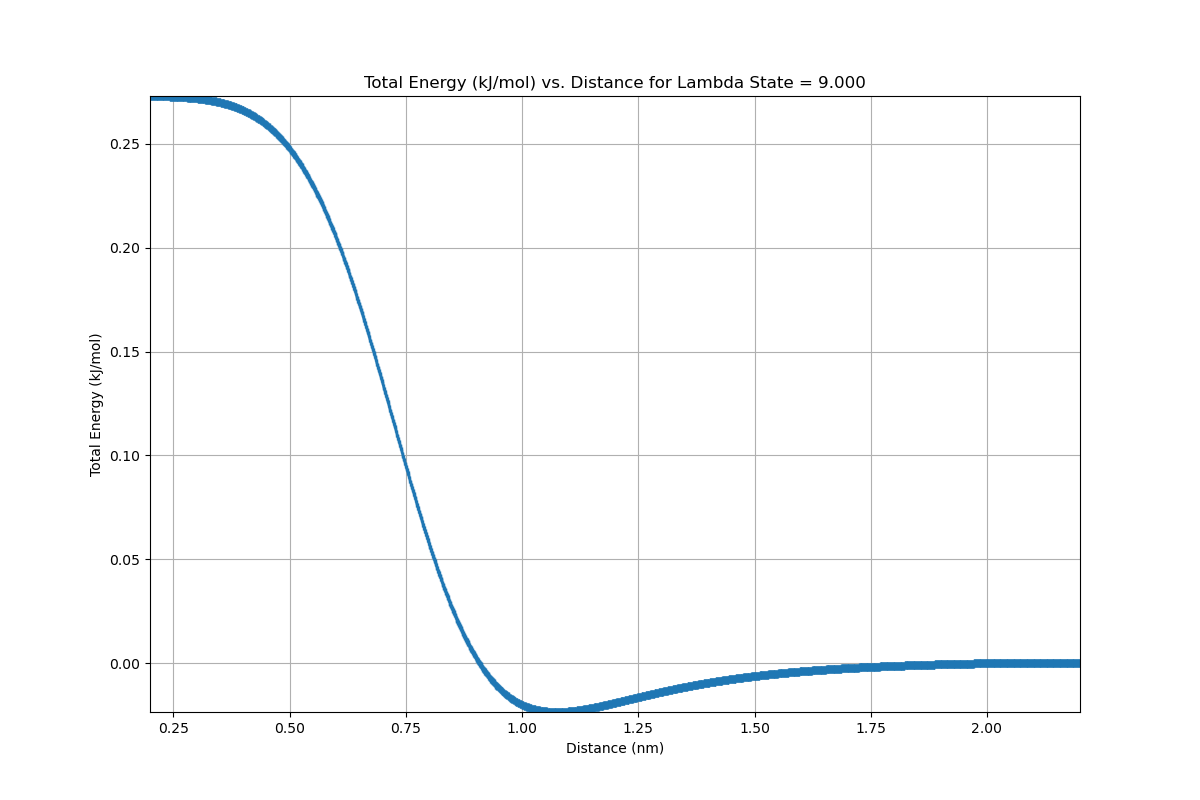 Total Energy (kJ/mol) vs. Distance for Lambda State = 9.000
0.25
0.20
0.15
0.10
0.05
0.00
Total Energy (kJ/mol)
0.25 0.50 0.75 1.00 1.25 1.50 1.75 2.00
Distance (nm)